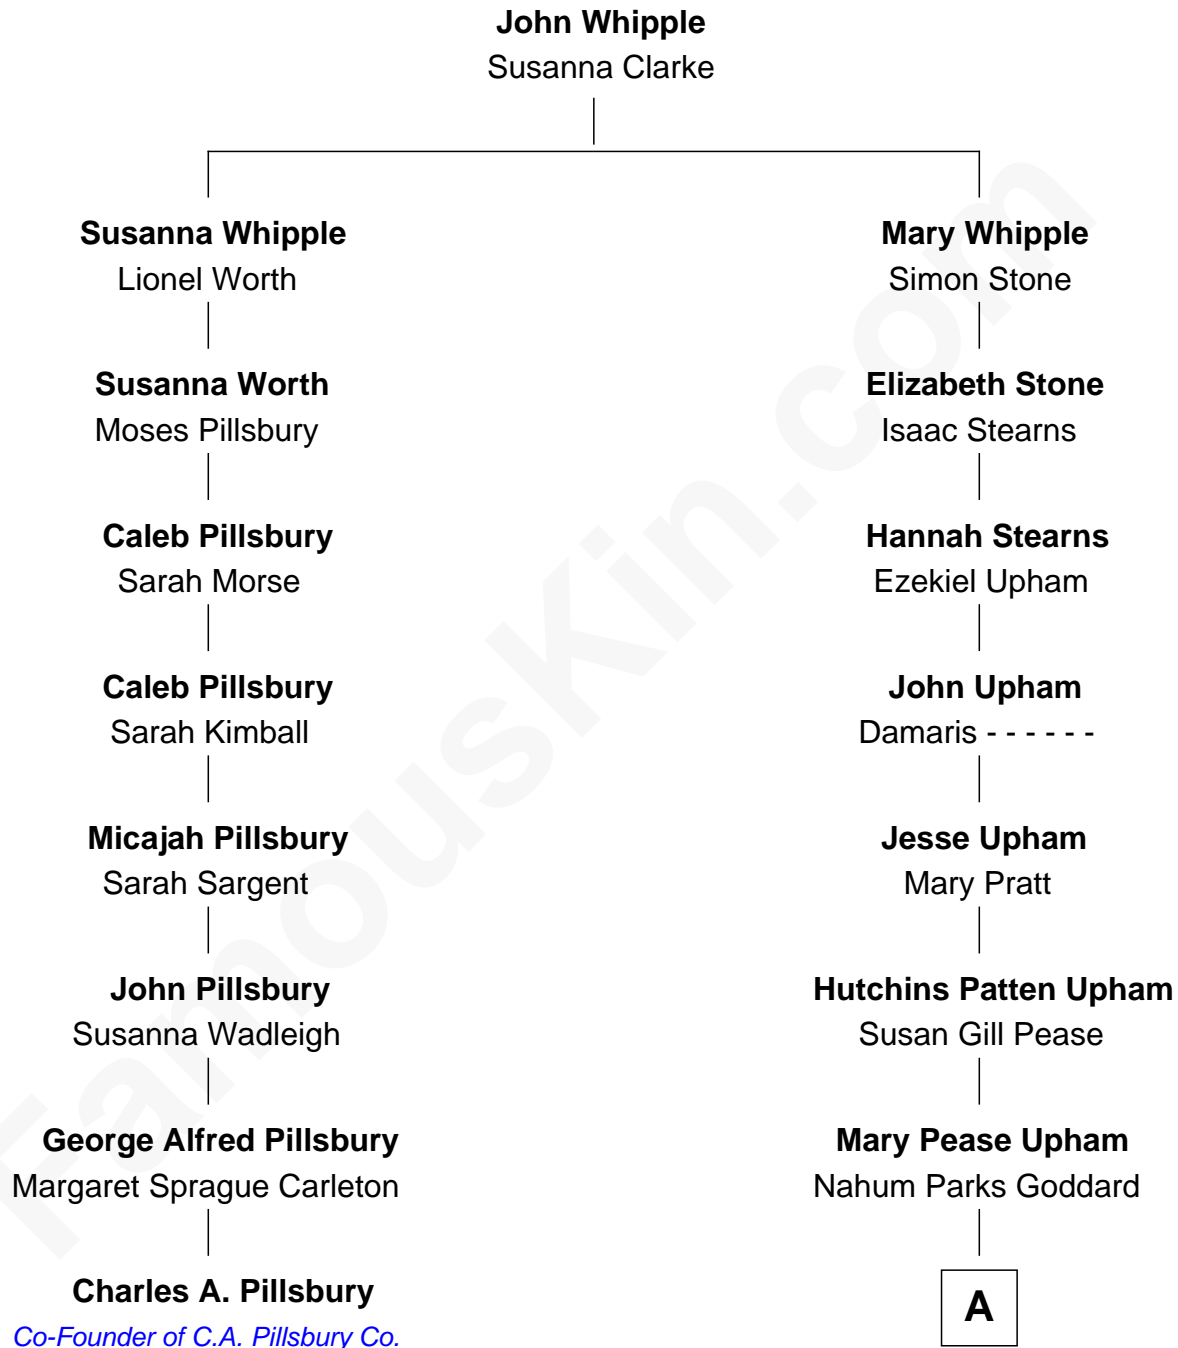 John Whipple
Susanna Clarke
Susanna Whipple
Lionel Worth
Mary Whipple
Simon Stone
Susanna Worth
Moses Pillsbury
Elizabeth Stone
Isaac Stearns
Caleb Pillsbury
Sarah Morse
Hannah Stearns
Ezekiel Upham
Caleb Pillsbury
Sarah Kimball
John Upham
Damaris - - - - - -
Micajah Pillsbury
Sarah Sargent
Jesse Upham
Mary Pratt
John Pillsbury
Susanna Wadleigh
Hutchins Patten Upham
Susan Gill Pease
George Alfred Pillsbury
Margaret Sprague Carleton
Mary Pease Upham
Nahum Parks Goddard
Charles A. Pillsbury
Co-Founder of C.A. Pillsbury Co.
A
FamousKin.com